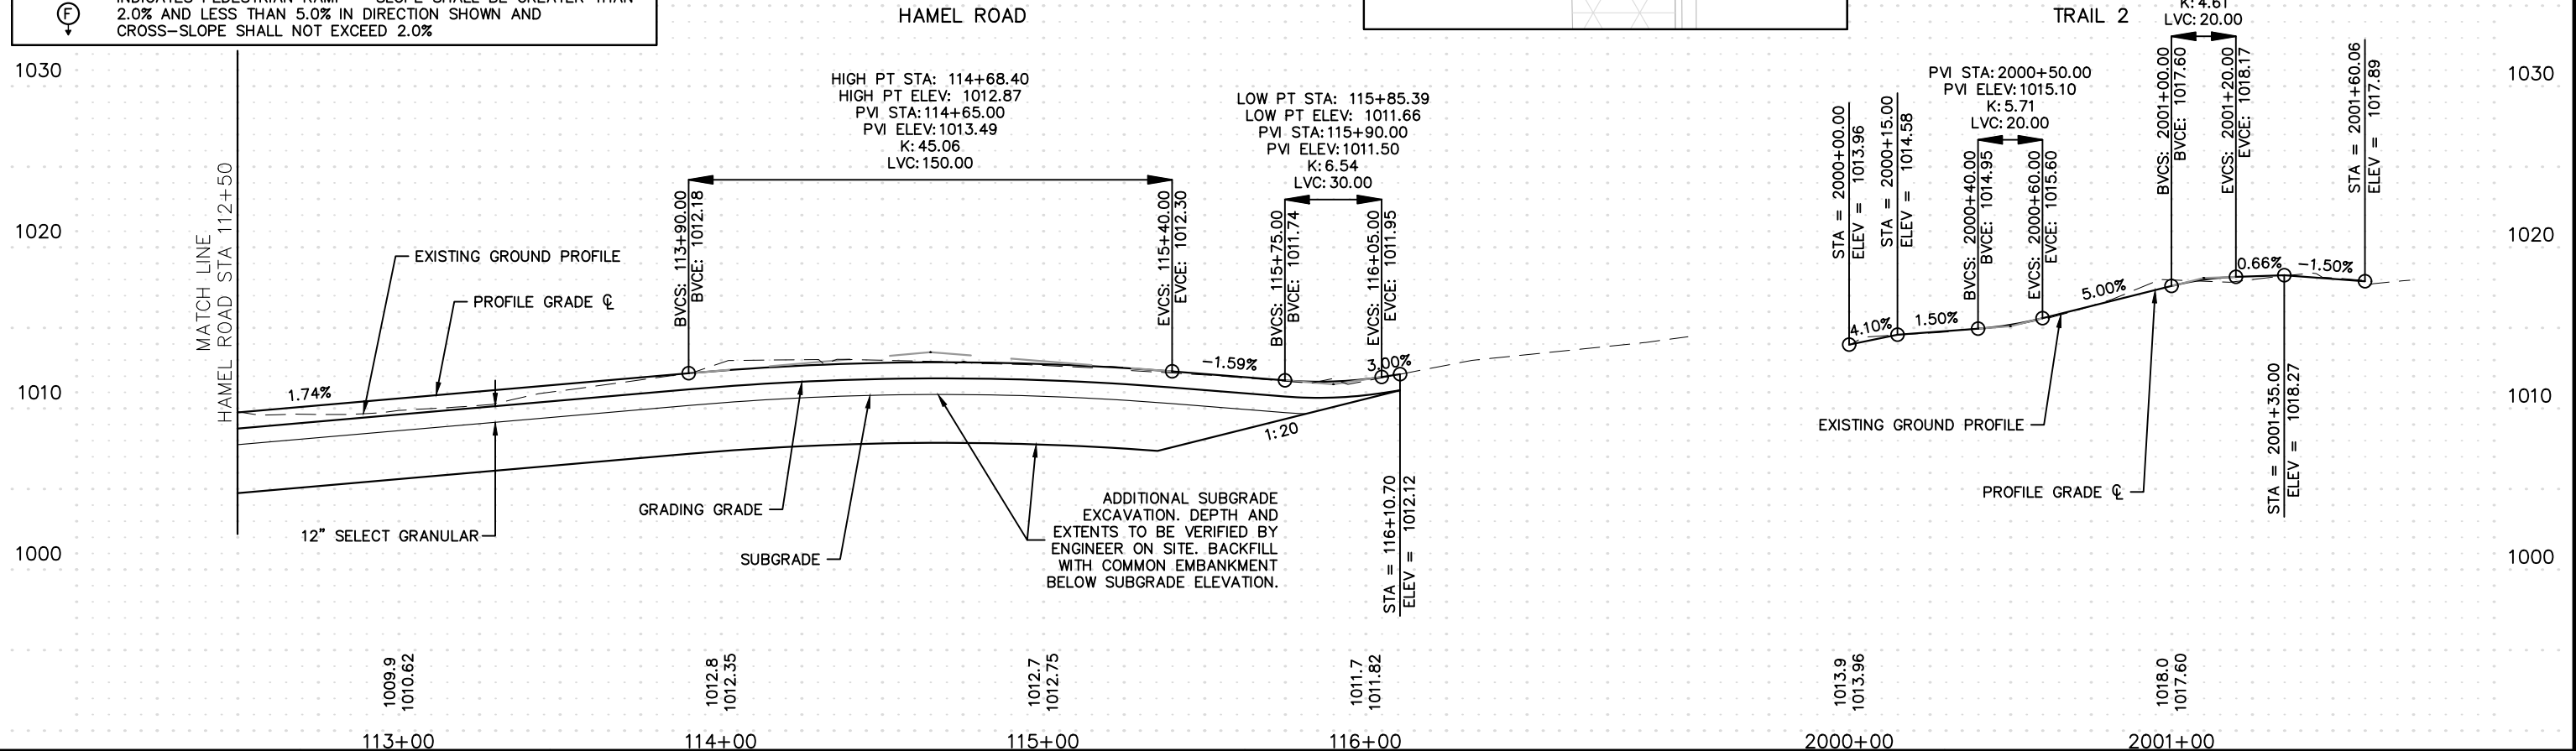 F
2.0% AND LESS THAN 5.0% IN DIRECTION SHOWN AND
CROSS-SLOPE SHALL NOT EXCEED 2.0%
HAMEL ROAD
TRAIL 2
K: 4.61
LVC: 20.00
1030
1020
1010
1000
MATCH LINE
HAMEL ROAD STA 112+50
EXISTING GROUND PROFILE
PROFILE GRADE ℄
1.74%
12" SELECT GRANULAR
HIGH PT STA: 114+68.40
HIGH PT ELEV: 1012.87
PVI STA:114+65.00
PVI ELEV:1013.49
K: 45.06
LVC:150.00
BVCS: 113+90.00
BVCE: 1012.18
EVCS: 115+40.00
EVCE: 1012.30
GRADING GRADE
SUBGRADE
ADDITIONAL SUBGRADE
EXCAVATION. DEPTH AND
EXTENTS TO BE VERIFIED BY
ENGINEER ON SITE. BACKFILL
WITH COMMON EMBANKMENT
BELOW SUBGRADE ELEVATION.
-1.59%
LOW PT STA: 115+85.39
LOW PT ELEV: 1011.66
PVI STA:115+90.00
PVI ELEV:1011.50
K: 6.54
LVC: 30.00
BVCS: 115+75.00
BVCE: 1011.74
EVCS: 116+05.00
EVCE: 1011.95
3.00%
1:20
STA = 116+10.70
ELEV = 1012.12
STA = 2000+00.00
ELEV = 1013.96
STA = 2000+15.00
ELEV = 1014.58
4.10%
1.50%
PVI STA:2000+50.00
PVI ELEV:1015.10
K:5.71
LVC: 20.00
BVCS: 2000+40.00
BVCE: 1014.95
EVCS: 2000+60.00
EVCE: 1015.60
5.00%
BVCS: 2001+00.00
BVCE: 1017.60
EVCS: 2001+20.00
EVCE: 1018.17
0.66%
-1.50%
STA = 2001+60.06
ELEV = 1017.89
EXISTING GROUND PROFILE
PROFILE GRADE ℄
STA = 2001+35.00
ELEV = 1018.27
1030
1020
1010
1000
1009.9
1010.62
1012.8
1012.35
1012.7
1012.75
1011.7
1011.82
1013.9
1013.96
1018.0
1017.60
113+00
114+00
115+00
116+00
2000+00
2001+00